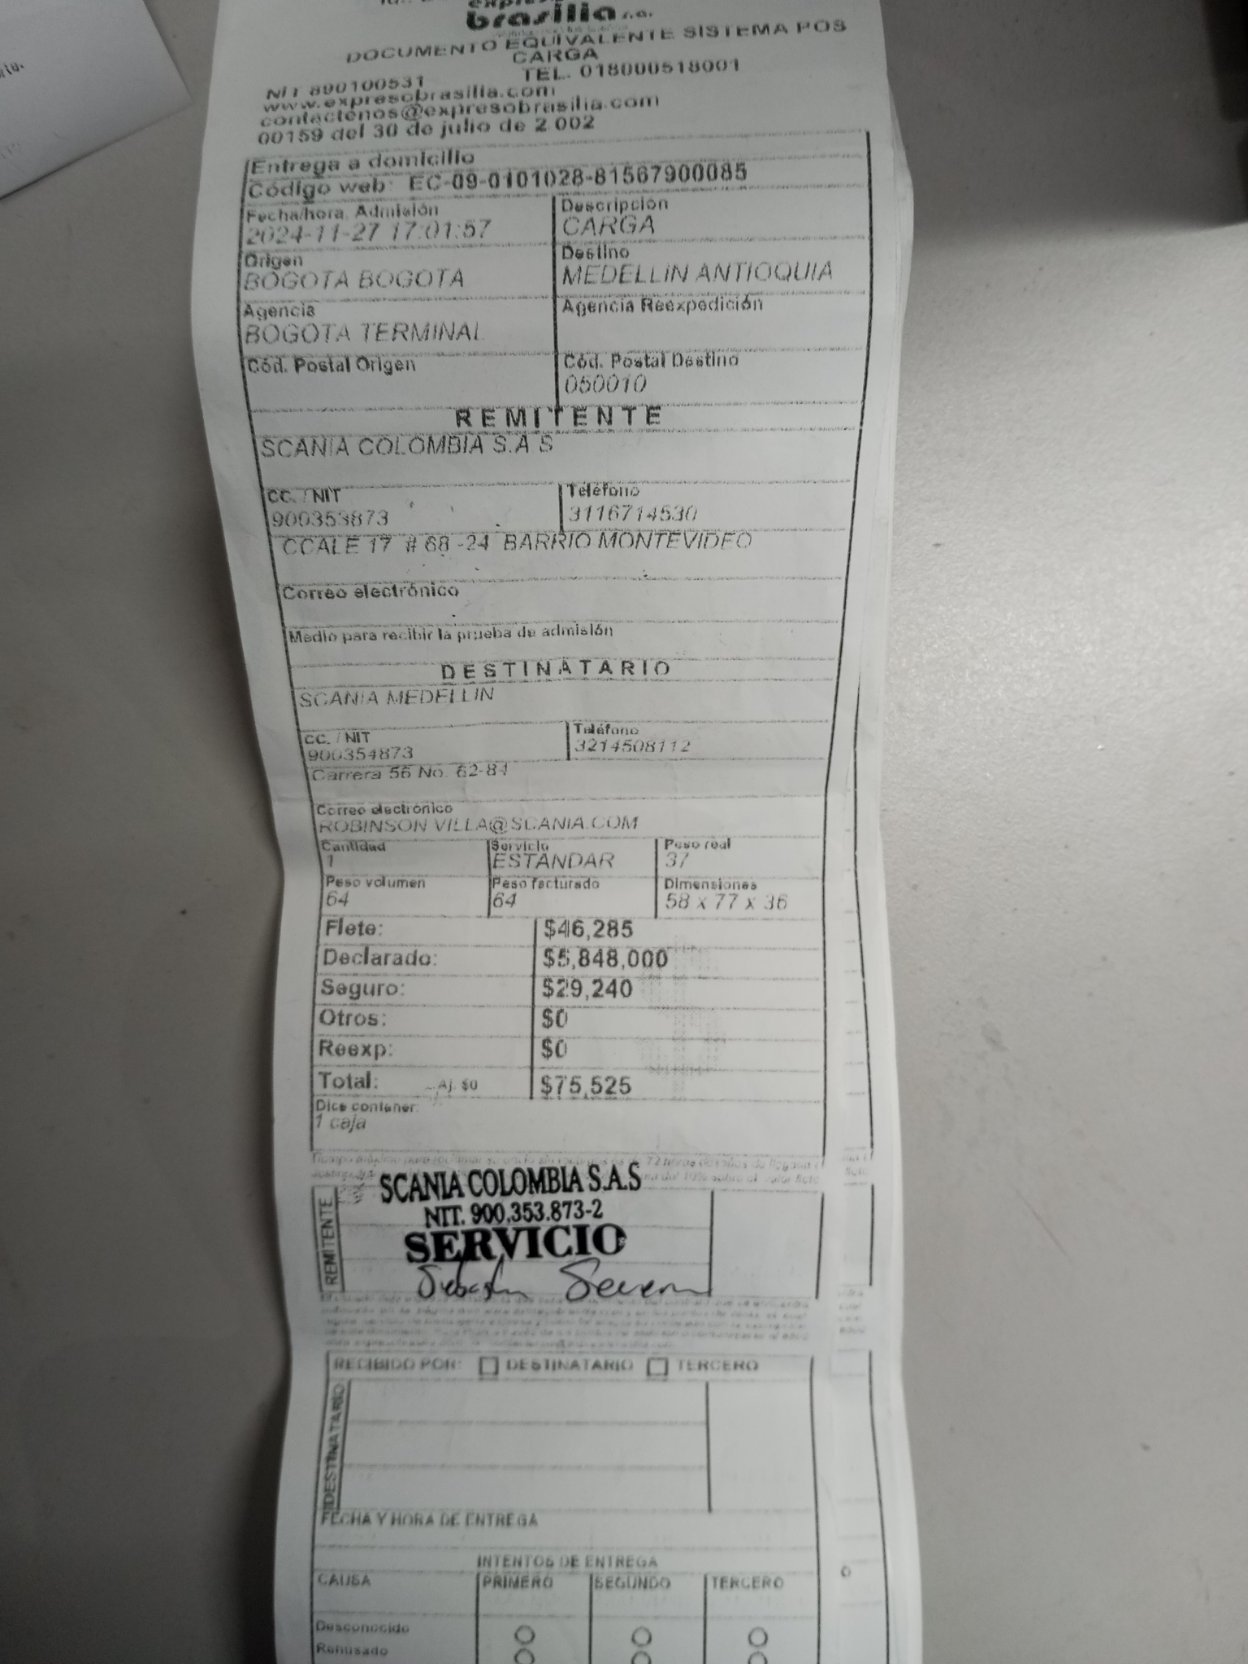 brasilia s.a.
DOCUMENTO EQUIVALENTE SISTEMA POS
CARGA
NIT 890100531 TEL. 018000518001
www.expresobrasilia.com
contactenos@expresobrasilia.com
00159 del 30 de julio de 2 002
Entrega a domicilio
Código web: EC-09-0101028-81567900085
Fecha/hora Admisión Descripción
2024-11-27 17:01:57 CARGA
Origen Destino
BOGOTA BOGOTA MEDELLIN ANTIOQUIA
Agencia Agencia Reexpedición
BOGOTA TERMINAL
Cód. Postal Origen Cód. Postal Destino
050010
REMITENTE
SCANIA COLOMBIA S.A S
CC. / NIT Teléfono
900353873 3116714530
CCALE 17 # 68 -24 BARRIO MONTEVIDEO
Correo electrónico
Medio para recibir la prueba de admisión
DESTINATARIO
SCANIA MEDELLIN
CC. / NIT Teléfono
900354873 3214508112
Carrera 56 No. 62-84
Correo electrónico
ROBINSON.VILLA@SCANIA.COM
Cantidad Servicio Peso real
1 ESTANDAR 37
Peso volumen Peso facturado Dimensiones
64 64 58 x 77 x 36
Flete: $46,285
Declarado: $5,848,000
Seguro: $29,240
Otros: $0
Reexp: $0
Total: Aj. $0 $75,525
Dice contener:
1 caja
REMITENTE
SCANIA COLOMBIA S.A.S
NIT. 900.353.873-2
SERVICIO
RECIBIDO POR: DESTINATARIO TERCERO
DESTINATARIO
FECHA Y HORA DE ENTREGA
INTENTOS DE ENTREGA
CAUSA PRIMERO SEGUNDO TERCERO
Desconocido
Rehusado